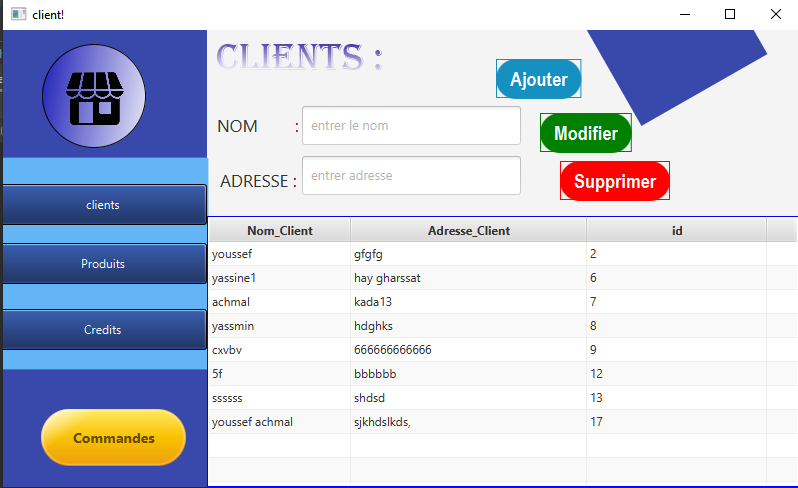 client!
CLIENTS :
Ajouter
NOM : entrer le nom
Modifier
ADRESSE : entrer adresse
Supprimer
clients
Produits
Credits
Commandes
Nom_Client Adresse_Client id
youssef gfgfg 2
yassine1 hay gharssat 6
achmal kada13 7
yassmin hdghks 8
cxvbv 666666666666 9
5f bbbbbb 12
ssssss shdsd 13
youssef achmal sjkhdslkds, 17